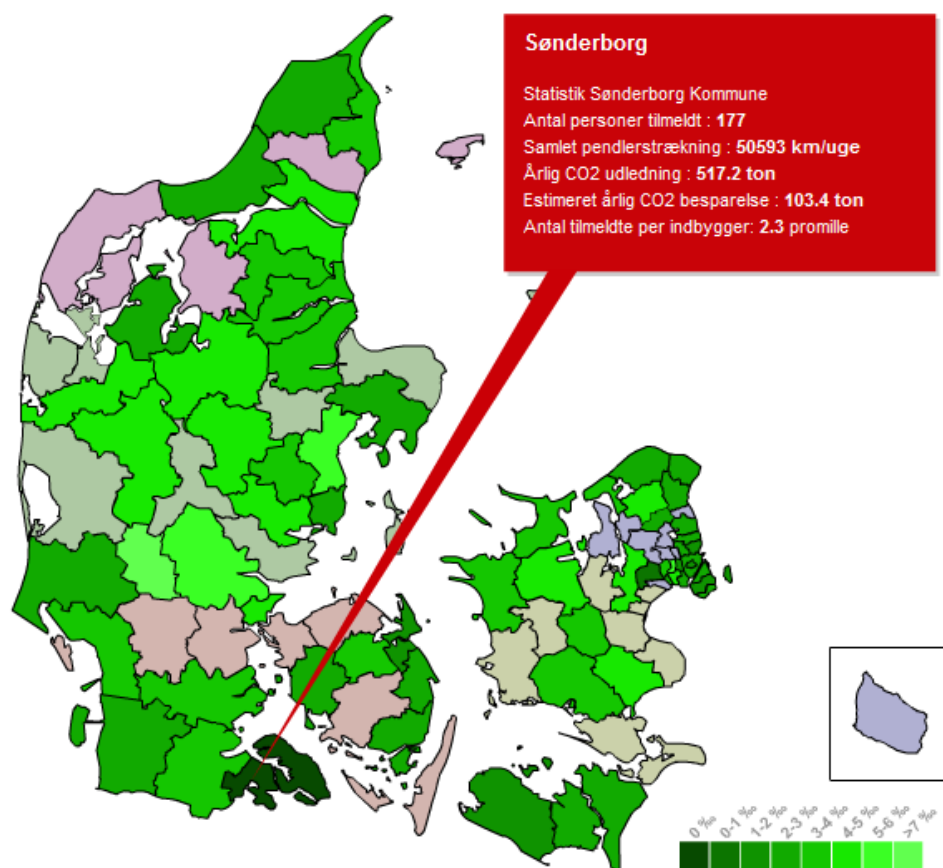 Sønderborg
Statistik Sønderborg Kommune
Antal personer tilmeldt : 177
Samlet pendlerstrækning : 50593 km/uge
Årlig CO2 udledning : 517.2 ton
Estimeret årlig CO2 besparelse : 103.4 ton
Antal tilmeldte per indbygger: 2.3 promille
0 ‰ 0-1 ‰ 1-2 ‰ 2-3 ‰ 3-4 ‰ 4-5 ‰ 5-6 ‰ >7 ‰